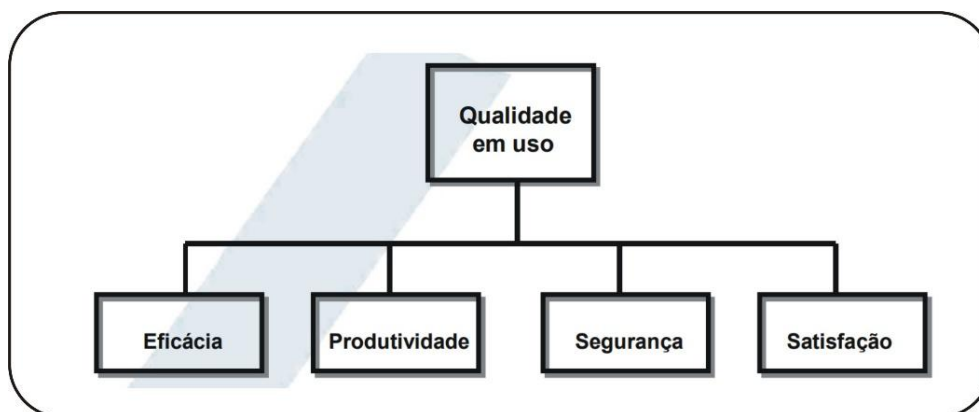 Qualidade
em uso
Eficácia
Produtividade
Segurança
Satisfação